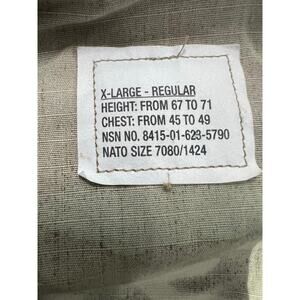 X-LARGE - REGULAR
HEIGHT: FROM 67 TO 71
CHEST: FROM 45 TO 49
NSN NO. 8415-01-623-5790
NATO SIZE 7080/1424